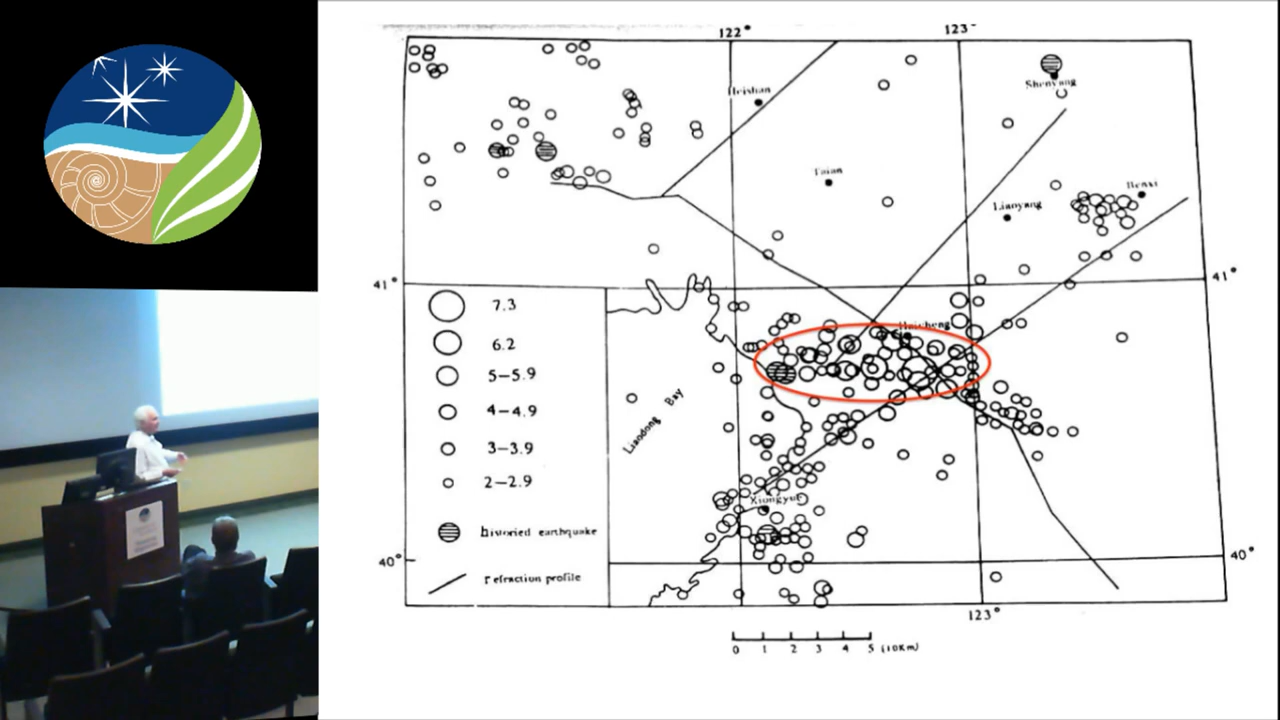 122°
123°
Heishan
Shenyang
Taian
Benxi
Lianyang
41°
41°
7.3
6.2
5-5.9
4-4.9
3-3.9
2-2.9
historied earthquake
refraction profile
Haicheng
Liaodong Bay
Xiongyue
40°
40°
123°
0 1 2 3 4 5 (10Km)